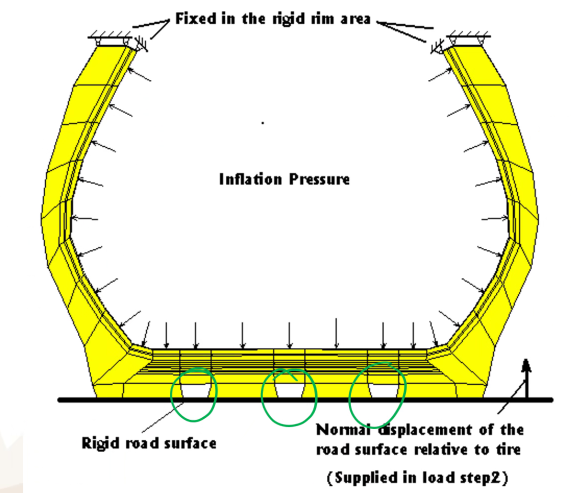 Fixed in the rigid rim area
Inflation Pressure
Rigid road surface
Normal displacement of the
road surface relative to tire
(Supplied in load step2)